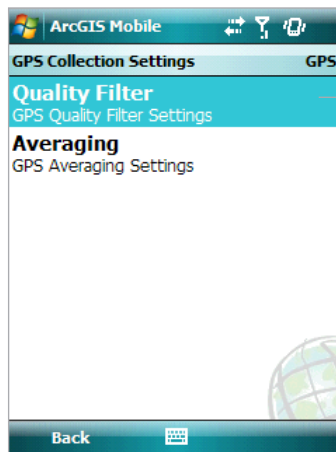 ArcGIS Mobile
GPS Collection Settings GPS
Quality Filter
GPS Quality Filter Settings
Averaging
GPS Averaging Settings
Back